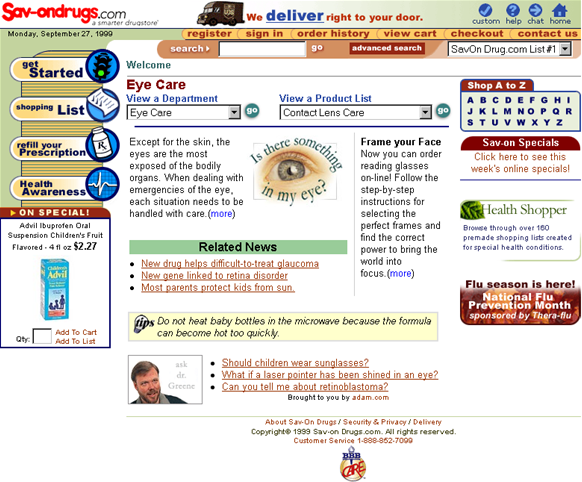 Sav-ondrugs.com
a smarter drugstore
We deliver right to your door.
custom help chat home
Monday, September 27, 1999
register sign in order history view cart checkout contact us
search go advanced search SavOn Drug.com List #1
get Started
shopping List
refill your Prescription
Health Awareness
ON SPECIAL!
Advil Ibuprofen Oral
Suspension Children's Fruit
Flavored - 4 fl oz $2.27
Children's
Advil
Qty: Add To Cart
Add To List
Welcome
Eye Care
View a Department View a Product List
Eye Care go Contact Lens Care go
Except for the skin, the
eyes are the most
exposed of the bodily
organs. When dealing with
emergencies of the eye,
each situation needs to
be handled with care.(more)
Is there something
in my eye?
Frame your Face
Now you can order
reading glasses
on-line! Follow the
step-by-step
instructions for
selecting the
perfect frames and
find the correct
power to bring the
world into
focus.(more)
Related News
New drug helps difficult-to-treat glaucoma
New gene linked to retina disorder
Most parents protect kids from sun.
tips Do not heat baby bottles in the microwave because the formula
can become hot too quickly.
ask
dr.
Greene
Should children wear sunglasses?
What if a laser pointer has been shined in an eye?
Can you tell me about retinoblastoma?
Brought to you by adam.com
Shop A to Z
A B C D E F G H I
J K L M N O P Q R
S T U V W X Y Z
Sav-on Specials
Click here to see this
week's online specials!
Health Shopper
Browse through over 160
premade shopping lists created
for special health conditions.
Flu season is here!
National Flu
Prevention Month
sponsored by Thera-flu
About Sav-On Drugs / Security & Privacy / Delivery
Copyright© 1999 Sav-on Drugs.com. All rights reserved.
Customer Service 1-888-852-7099
BBB
CARE